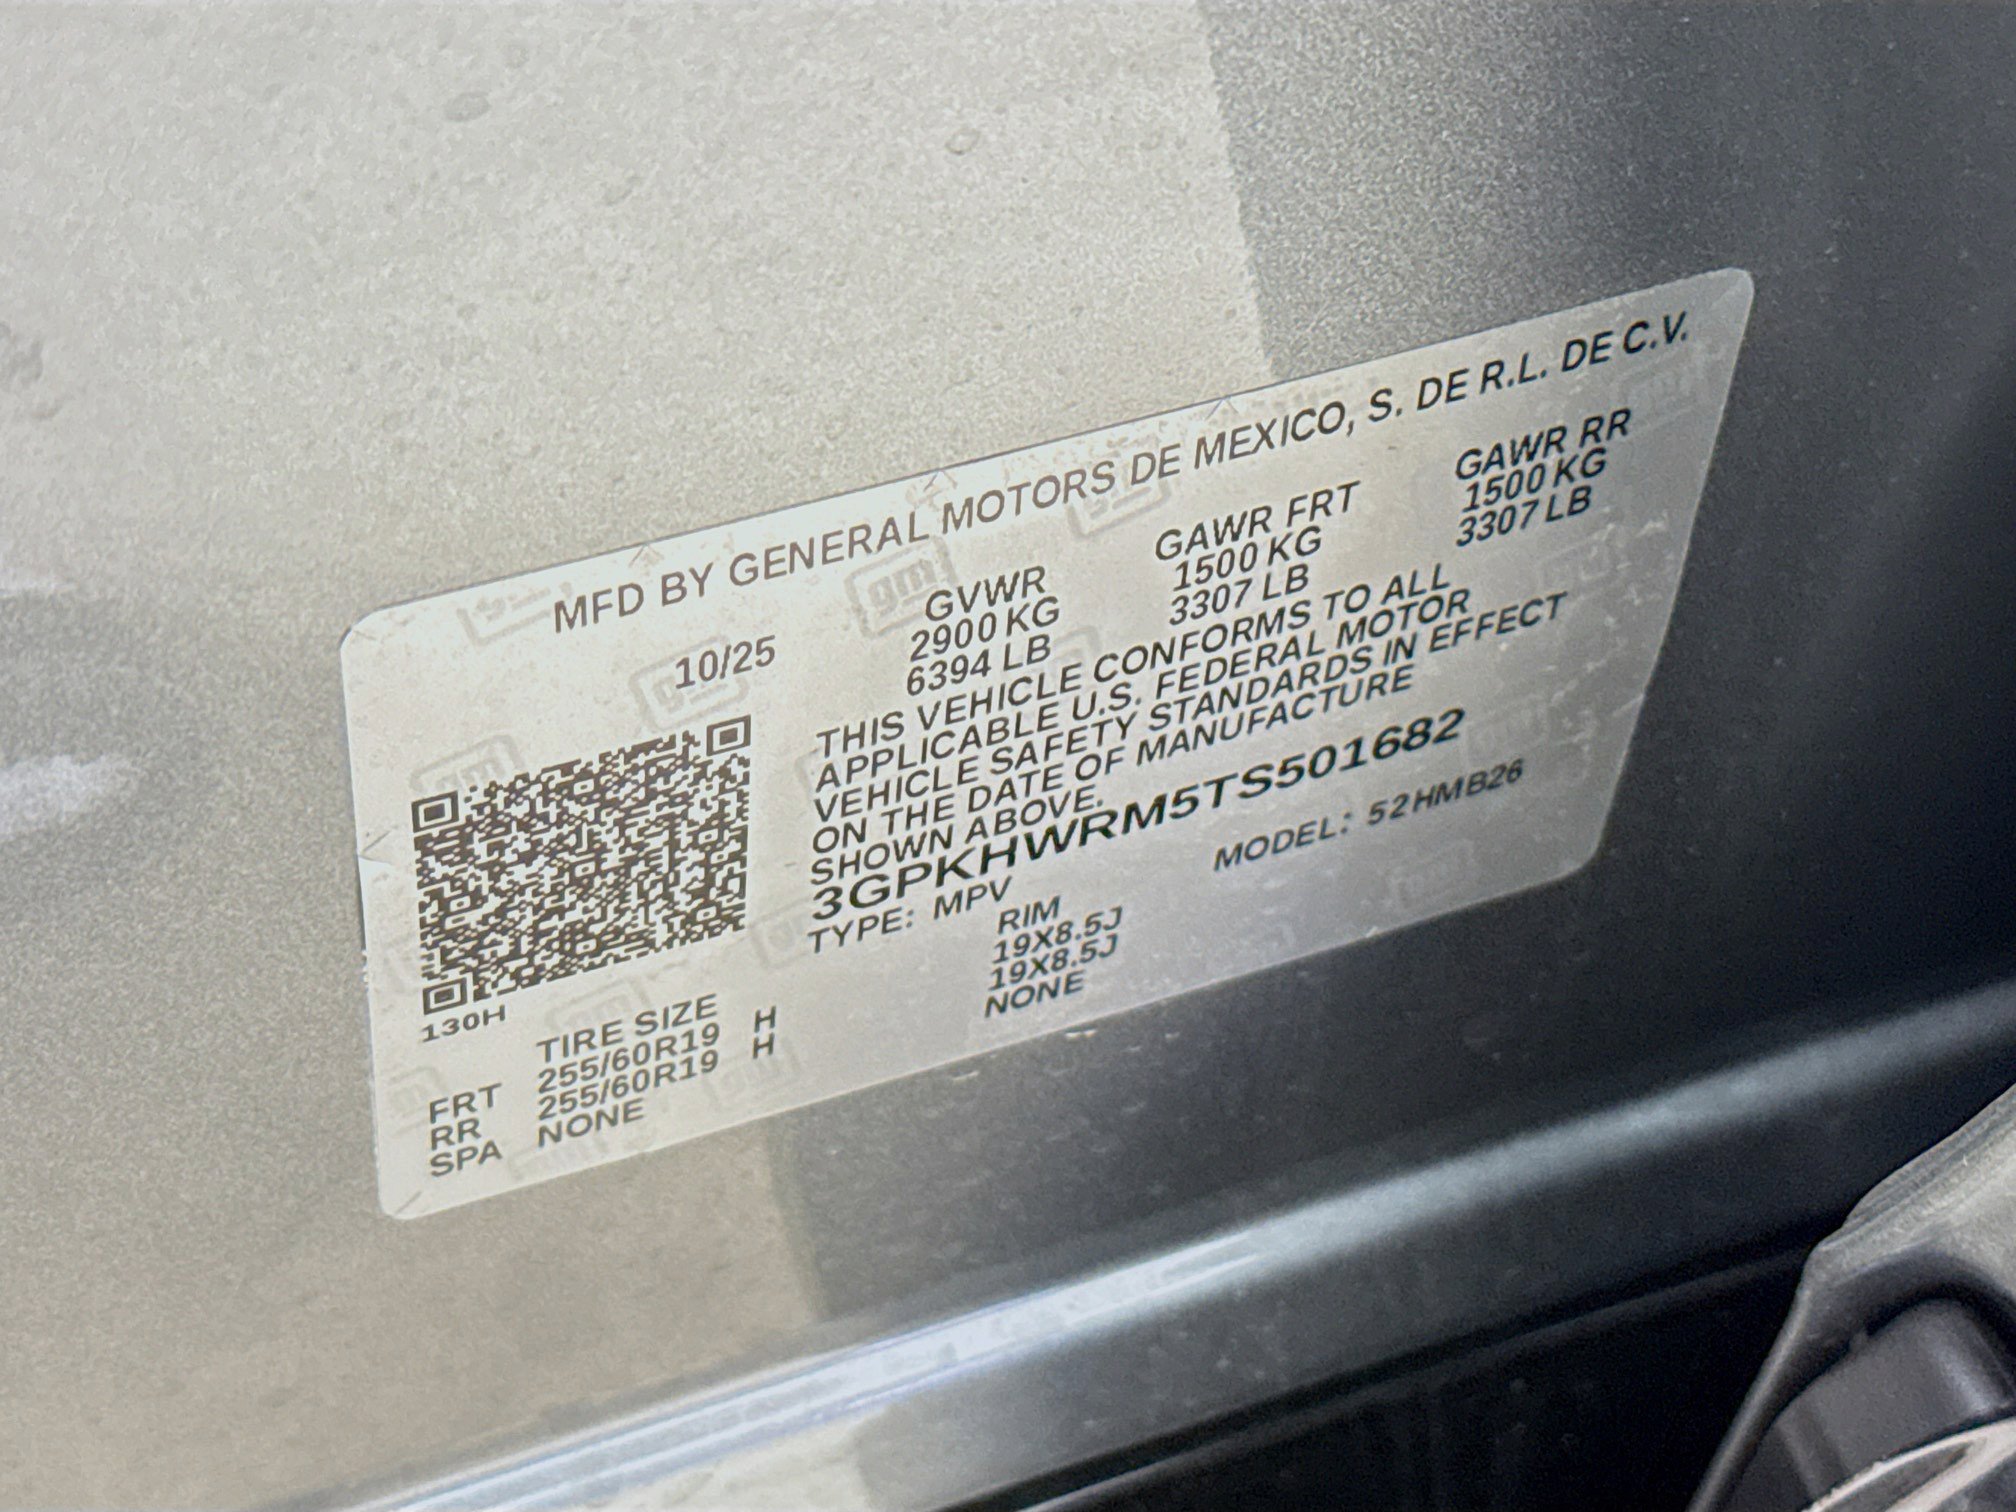 MFD BY GENERAL MOTORS DE MEXICO, S. DE R.L. DE C.V.
10/25
GVWR GAWR FRT GAWR RR
2900 KG 1500 KG 1500 KG
6394 LB 3307 LB 3307 LB
THIS VEHICLE CONFORMS TO ALL
APPLICABLE U.S. FEDERAL MOTOR
VEHICLE SAFETY STANDARDS IN EFFECT
ON THE DATE OF MANUFACTURE
SHOWN ABOVE.
3GPKHWRM5TS501682
TYPE: MPV MODEL: 52HMB26
130H
TIRE SIZE RIM
FRT 255/60R19 H 19X8.5J
RR 255/60R19 H 19X8.5J
SPA NONE NONE
gm